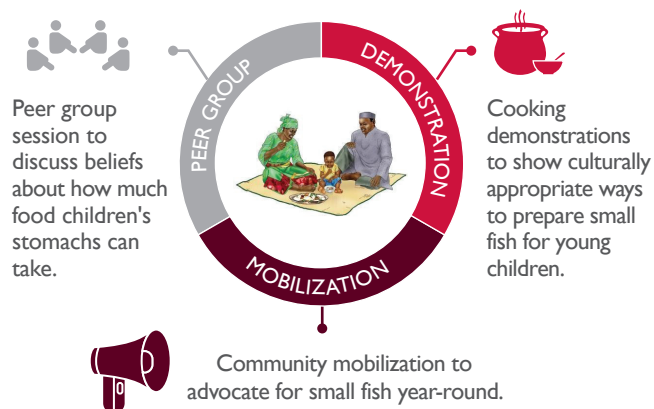 PEER GROUP
DEMONSTRATION
MOBILIZATION
Peer group
session to
discuss beliefs
about how much
food children's
stomachs can
take.
Cooking
demonstrations
to show culturally
appropriate ways
to prepare small
fish for young
children.
Community mobilization to
advocate for small fish year-round.